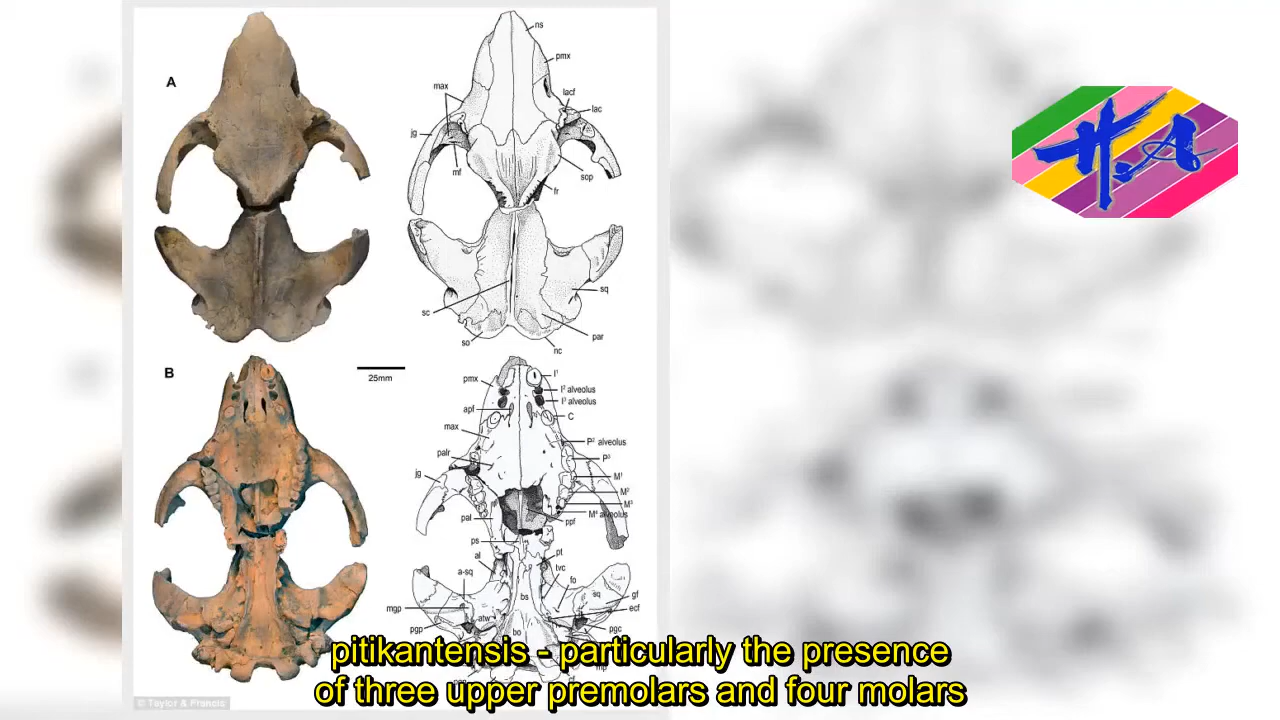 A
ns
pmx
max
lacf
lac
jg
mf
sop
fr
sq
sc
par
so
nc
B
25mm
pmx
I¹
I² alveolus
I³ alveolus
apf
C
max
P² alveolus
palr
P³
jg
M¹
M²
M³
M⁴ alveolus
pal
ppf
ps
al
pt
tvc
a-sq
fo
bs
sq
gf
mgp
ecf
atw
pgp
bo
pgc
mp
pitikantensis - particularly the presence
of three upper premolars and four molars
© Taylor & Francis
H.A